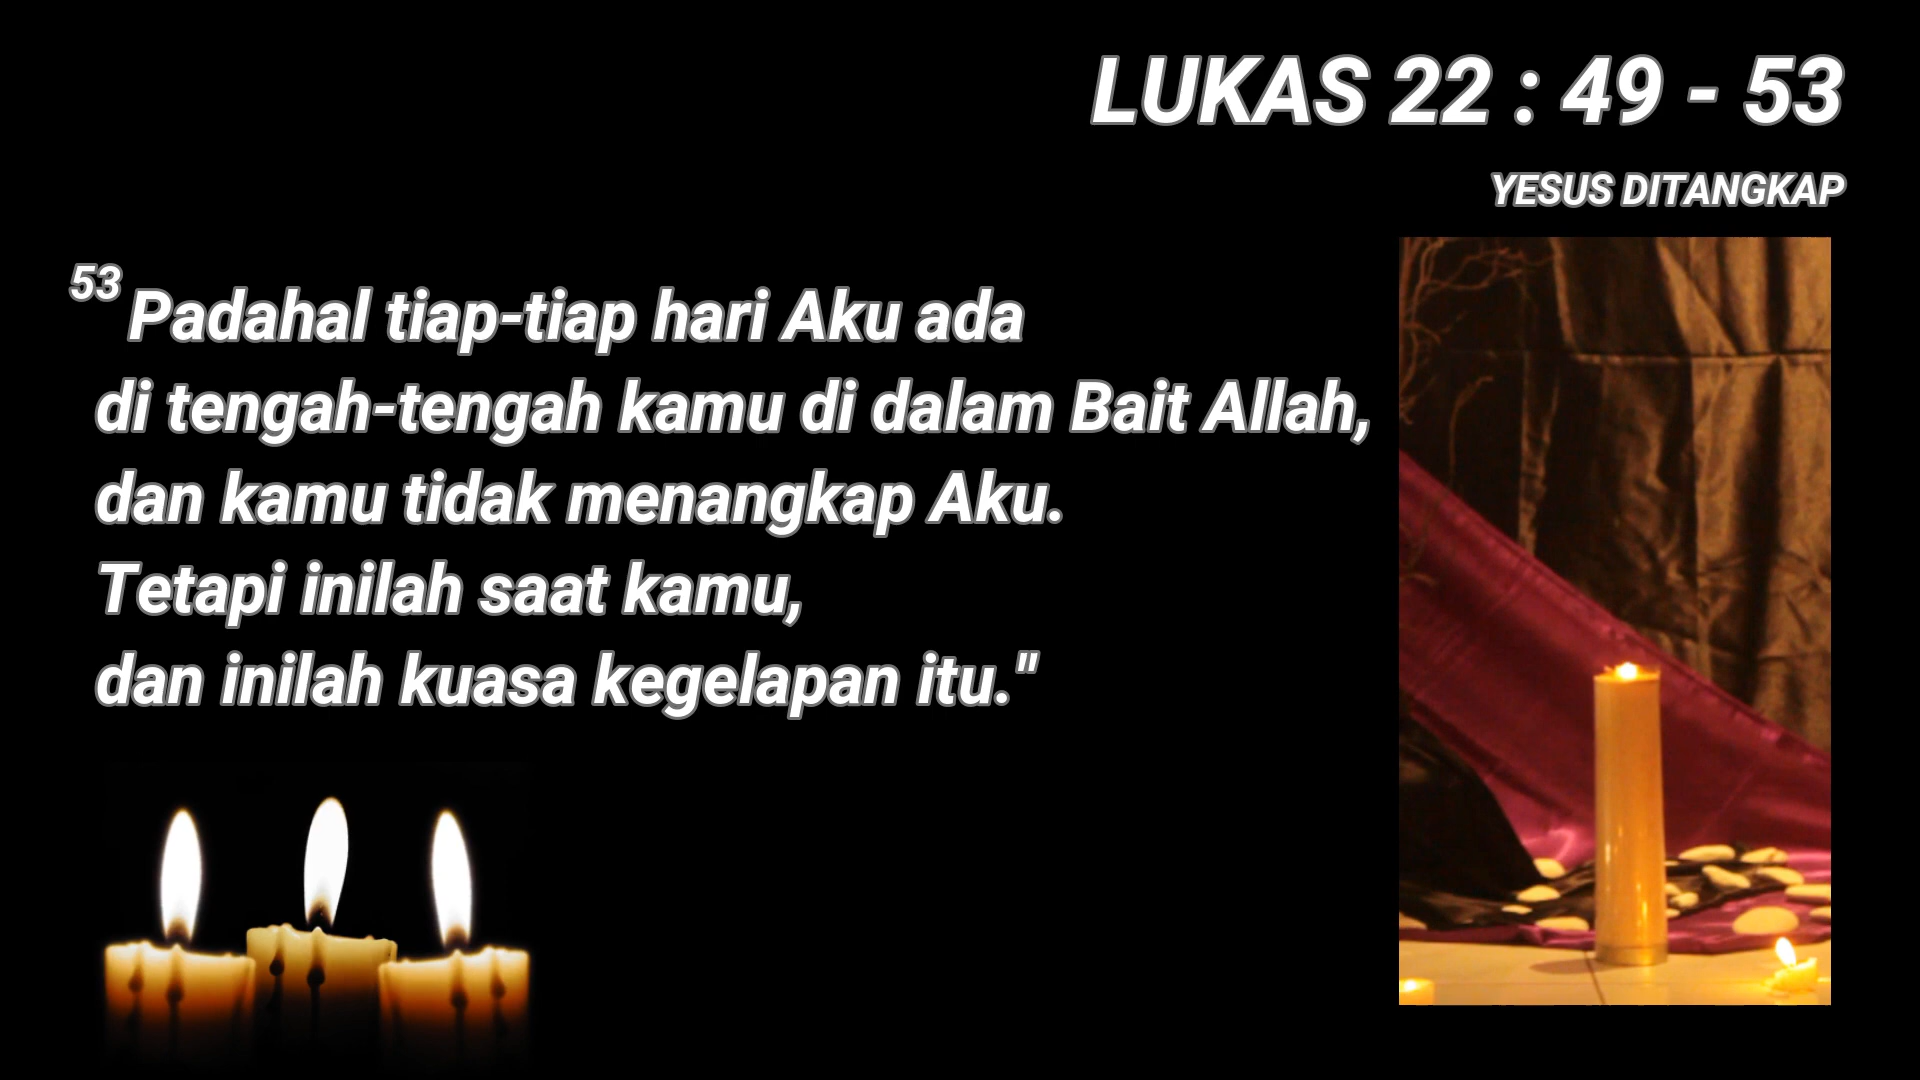 LUKAS 22 : 49 - 53
YESUS DITANGKAP
53 Padahal tiap-tiap hari Aku ada
di tengah-tengah kamu di dalam Bait Allah,
dan kamu tidak menangkap Aku.
Tetapi inilah saat kamu,
dan inilah kuasa kegelapan itu."